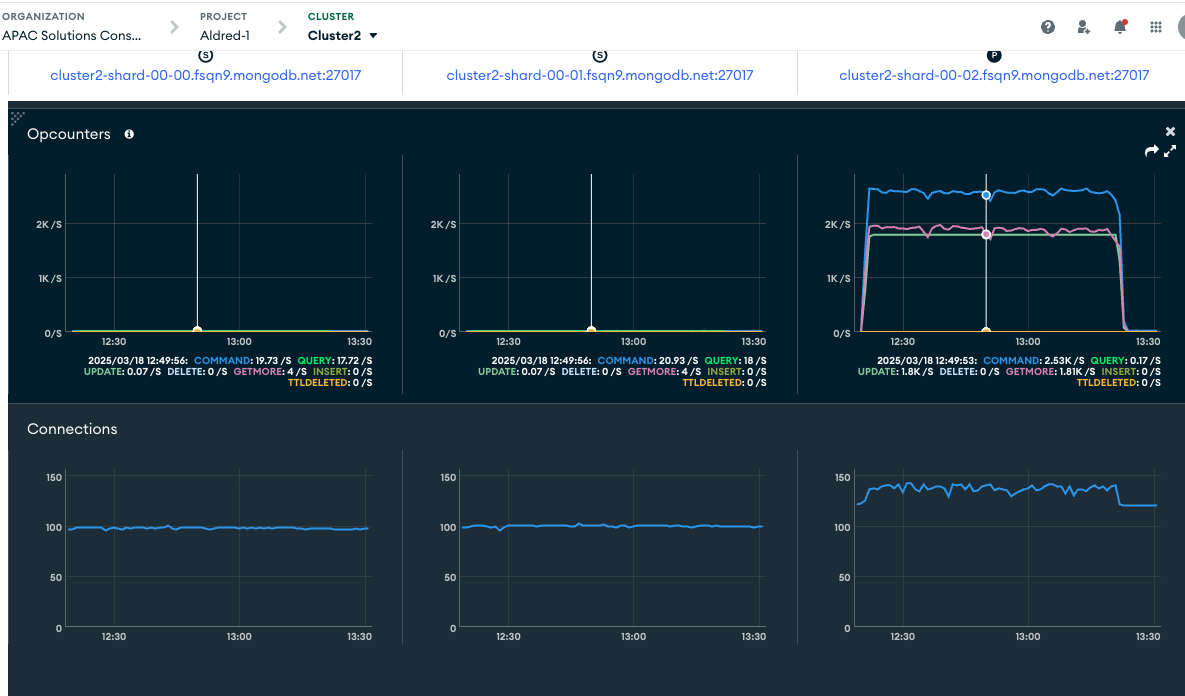 ORGANIZATION PROJECT CLUSTER
APAC Solutions Cons... Aldred-1 Cluster2
S S P
cluster2-shard-00-00.fsqn9.mongodb.net:27017 cluster2-shard-00-01.fsqn9.mongodb.net:27017 cluster2-shard-00-02.fsqn9.mongodb.net:27017
Opcounters
2K/S
1K/S
0/S
12:30 13:00 13:30
2025/03/18 12:49:56: COMMAND: 19.73 /S QUERY: 17.72 /S
UPDATE: 0.07 /S DELETE: 0 /S GETMORE: 4 /S INSERT: 0 /S
TTLDELETED: 0 /S
2K/S
1K/S
0/S
12:30 13:00 13:30
2025/03/18 12:49:56: COMMAND: 20.93 /S QUERY: 18 /S
UPDATE: 0.07 /S DELETE: 0 /S GETMORE: 4 /S INSERT: 0 /S
TTLDELETED: 0 /S
2K/S
1K/S
0/S
12:30 13:00 13:30
2025/03/18 12:49:53: COMMAND: 2.53K /S QUERY: 0.17 /S
UPDATE: 1.8K /S DELETE: 0 /S GETMORE: 1.81K /S INSERT: 0 /S
TTLDELETED: 0 /S
Connections
150
100
50
0
12:30 13:00 13:30
150
100
50
0
12:30 13:00 13:30
150
100
50
0
12:30 13:00 13:30